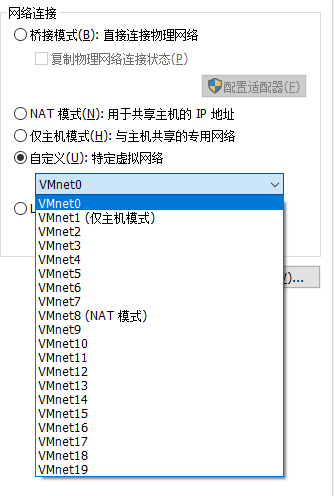 网络连接
桥接模式(B): 直接连接物理网络
复制物理网络连接状态(P)
配置适配器(F)
NAT 模式(N): 用于共享主机的 IP 地址
仅主机模式(H): 与主机共享的专用网络
自定义(U): 特定虚拟网络
VMnet0
VMnet0
VMnet1 (仅主机模式)
VMnet2
VMnet3
VMnet4
VMnet5
VMnet6
VMnet7
VMnet8 (NAT 模式)
VMnet9
VMnet10
VMnet11
VMnet12
VMnet13
VMnet14
VMnet15
VMnet16
VMnet17
VMnet18
VMnet19